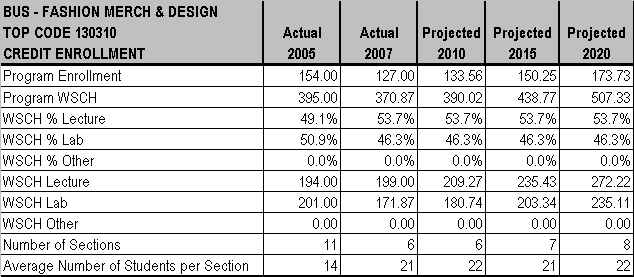 BUS - FASHION MERCH & DESIGN
TOP CODE 130310 Actual Actual Projected Projected Projected
CREDIT ENROLLMENT 2005 2007 2010 2015 2020
Program Enrollment 154.00 127.00 133.56 150.25 173.73
Program WSCH 395.00 370.87 390.02 438.77 507.33
WSCH % Lecture 49.1% 53.7% 53.7% 53.7% 53.7%
WSCH % Lab 50.9% 46.3% 46.3% 46.3% 46.3%
WSCH % Other 0.0% 0.0% 0.0% 0.0% 0.0%
WSCH Lecture 194.00 199.00 209.27 235.43 272.22
WSCH Lab 201.00 171.87 180.74 203.34 235.11
WSCH Other 0.00 0.00 0.00 0.00 0.00
Number of Sections 11 6 6 7 8
Average Number of Students per Section 14 21 22 21 22